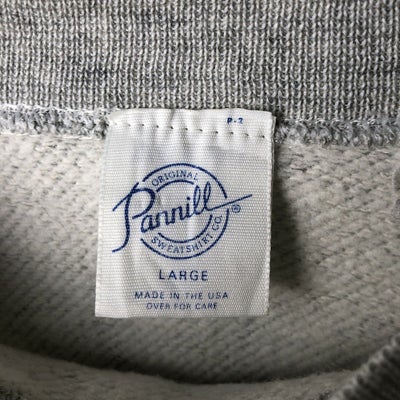 P.2
ORIGINAL
Pannill®
SWEATSHIRT CO.
LARGE
MADE IN THE USA
OVER FOR CARE